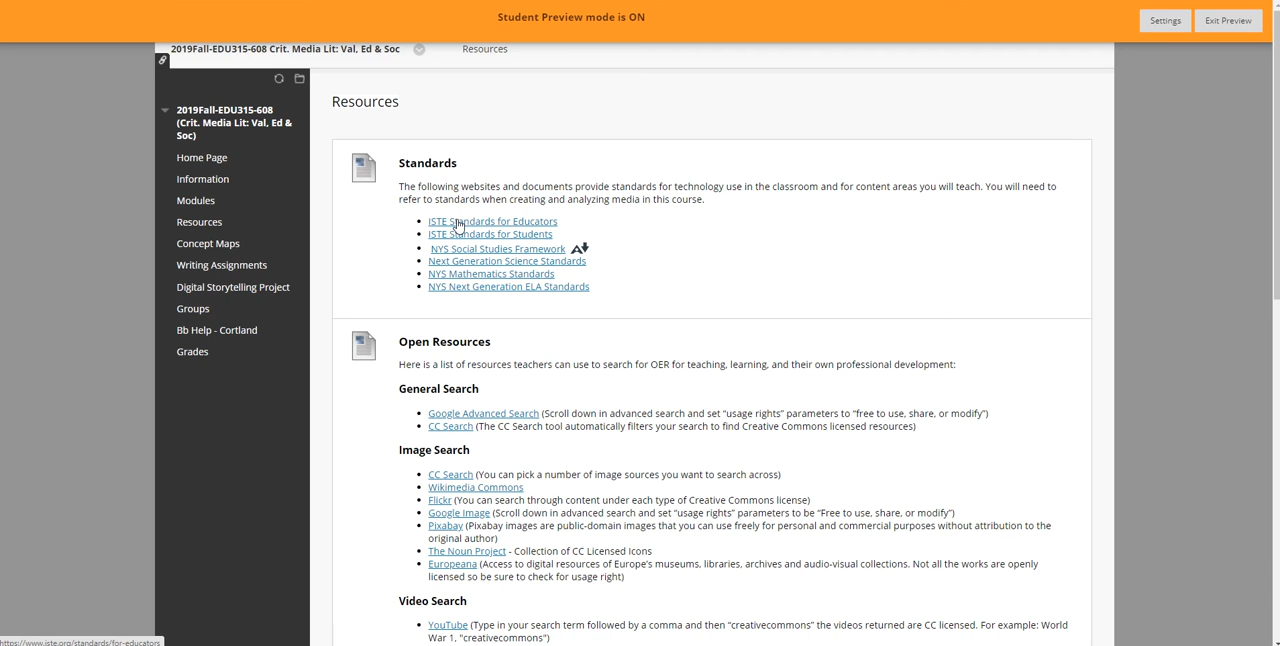 Student Preview mode is ON
Settings
Exit Preview
2019Fall-EDU315-608 Crit. Media Lit: Val, Ed & Soc
Resources
2019Fall-EDU315-608
(Crit. Media Lit: Val, Ed &
Soc)
Home Page
Information
Modules
Resources
Concept Maps
Writing Assignments
Digital Storytelling Project
Groups
Bb Help - Cortland
Grades
Resources
Standards
The following websites and documents provide standards for technology use in the classroom and for content areas you will teach. You will need to
refer to standards when creating and analyzing media in this course.
ISTE Standards for Educators
ISTE Standards for Students
NYS Social Studies Framework
Next Generation Science Standards
NYS Mathematics Standards
NYS Next Generation ELA Standards
Open Resources
Here is a list of resources teachers can use to search for OER for teaching, learning, and their own professional development:
General Search
Google Advanced Search (Scroll down in advanced search and set "usage rights" parameters to "free to use, share, or modify")
CC Search (The CC Search tool automatically filters your search to find Creative Commons licensed resources)
Image Search
CC Search (You can pick a number of image sources you want to search across)
Wikimedia Commons
Flickr (You can search through content under each type of Creative Commons license)
Google Image (Scroll down in advanced search and set "usage rights" parameters to be "Free to use, share, or modify")
Pixabay (Pixabay images are public-domain images that you can use freely for personal and commercial purposes without attribution to the
original author)
The Noun Project - Collection of CC Licensed Icons
Europeana (Access to digital resources of Europe's museums, libraries, archives and audio-visual collections. Not all the works are openly
licensed so be sure to check for usage right)
Video Search
YouTube (Type in your search term followed by a comma and then "creativecommons" the videos returned are CC licensed. For example: World
War 1, "creativecommons")
https://www.iste.org/standards/for-educators